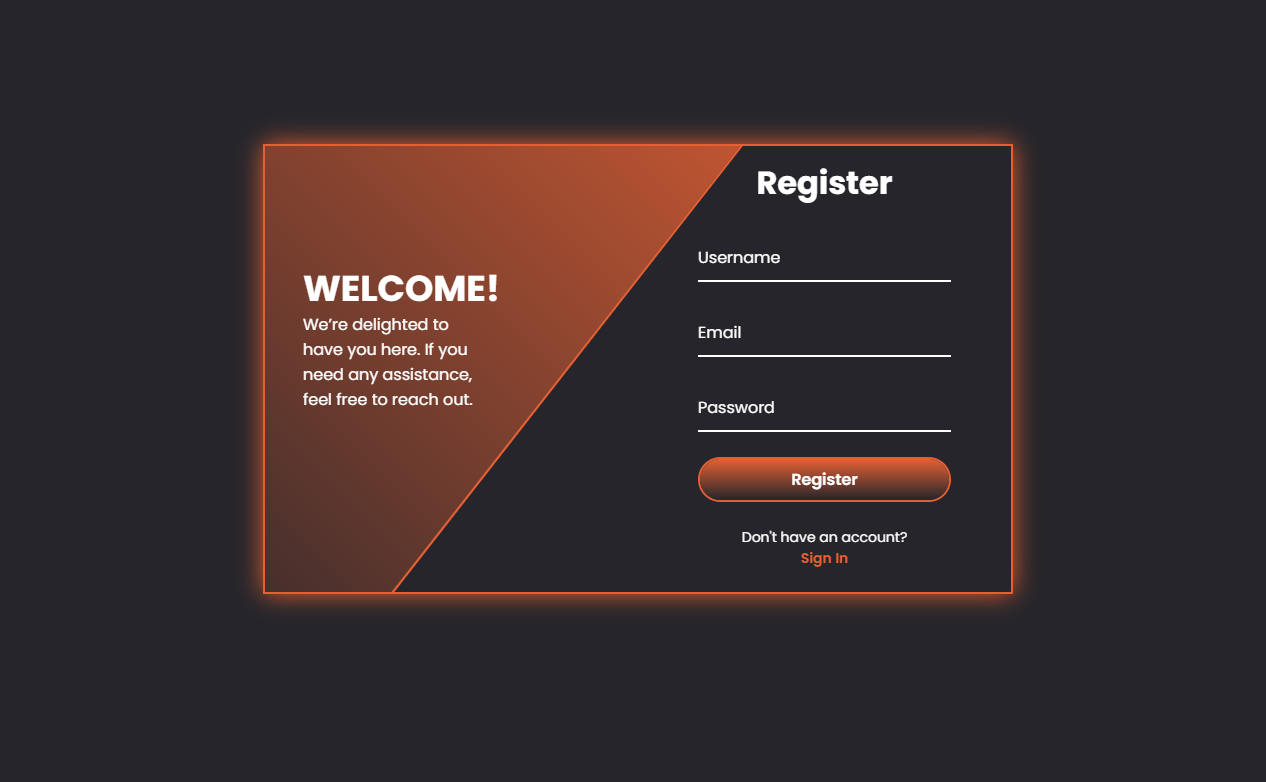 WELCOME!
We’re delighted to
have you here. If you
need any assistance,
feel free to reach out.
Register
Username
Email
Password
Register
Don't have an account?
Sign In